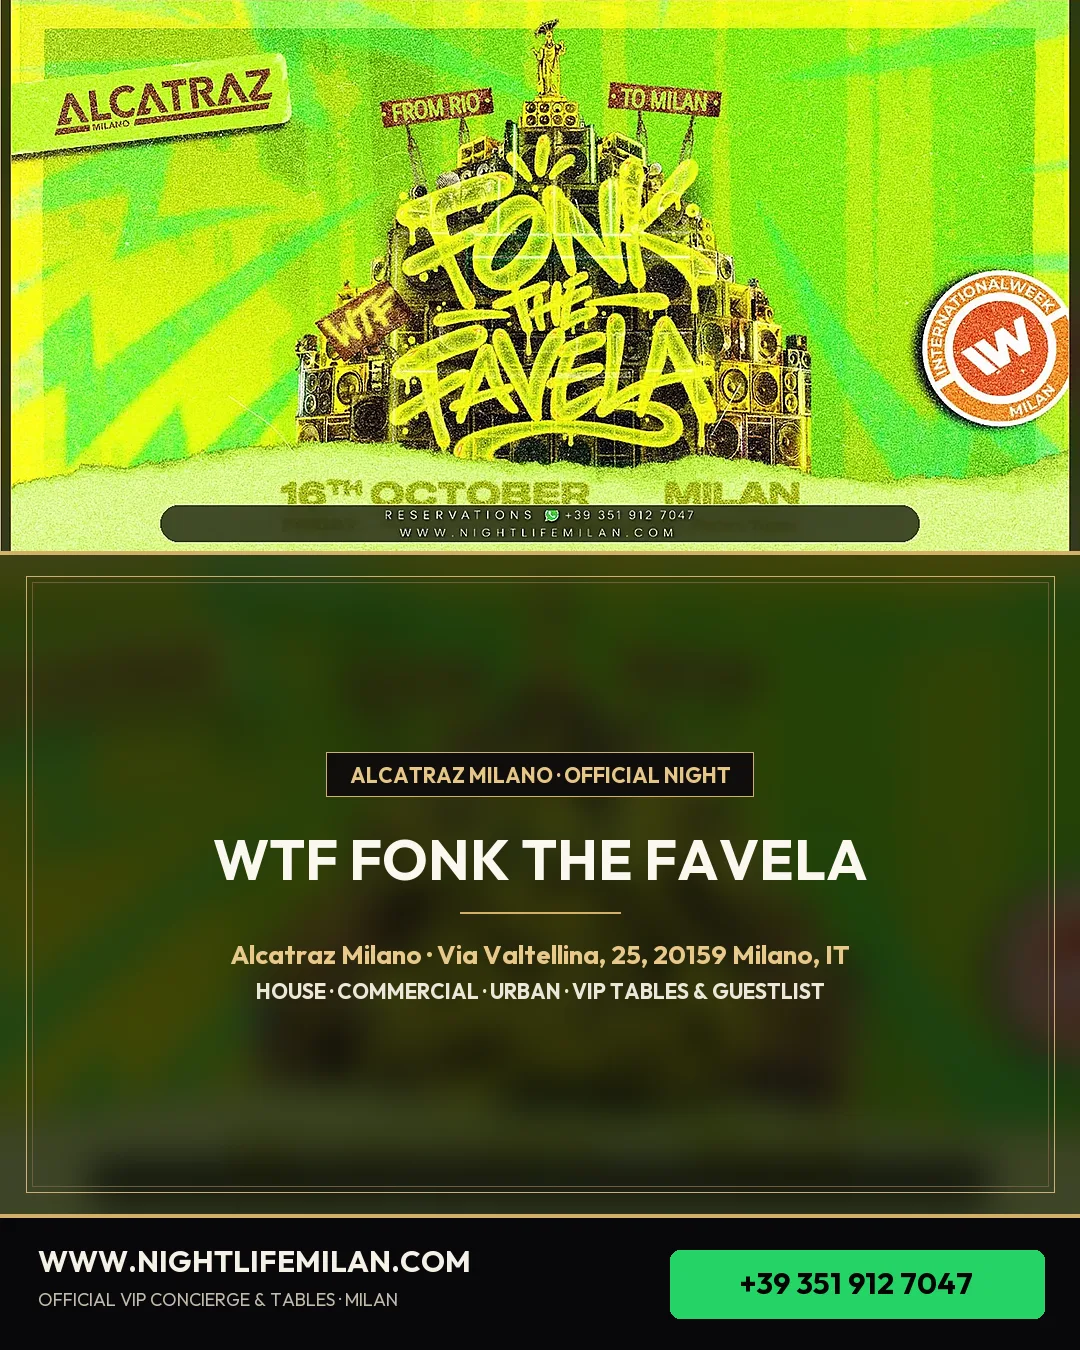 ALCATRAZ
MILANO
FROM RIO
TO MILAN
FONK
THE
WTF
FAVELA
INTERNATIONALWEEK
IW
MILAN
16TH OCTOBER MILAN
RESERVATIONS +39 351 912 7047
WWW.NIGHTLIFEMILAN.COM
ALCATRAZ MILANO · OFFICIAL NIGHT
WTF FONK THE FAVELA
Alcatraz Milano · Via Valtellina, 25, 20159 Milano, IT
HOUSE · COMMERCIAL · URBAN · VIP TABLES & GUESTLIST
WWW.NIGHTLIFEMILAN.COM
OFFICIAL VIP CONCIERGE & TABLES · MILAN
+39 351 912 7047